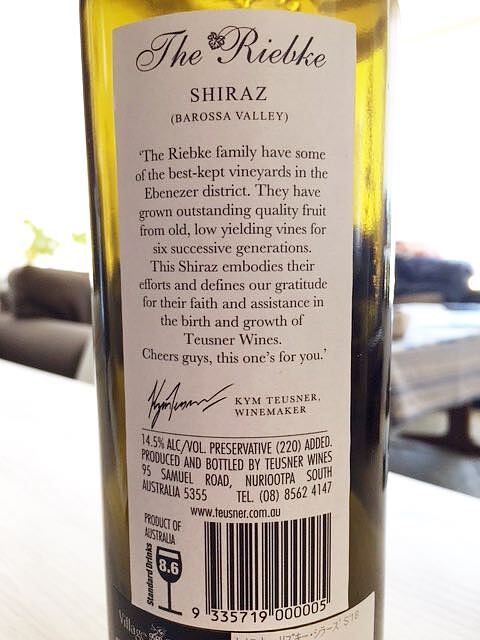 The Riebke
SHIRAZ
(BAROSSA VALLEY)
'The Riebke family have some
of the best-kept vineyards in the
Ebenezer district. They have
grown outstanding quality fruit
from old, low yielding vines for
six successive generations.
This Shiraz embodies their
efforts and defines our gratitude
for their faith and assistance in
the birth and growth of
Teusner Wines.
Cheers guys, this one's for you.'
KYM TEUSNER,
WINEMAKER
14.5% ALC/VOL. PRESERVATIVE (220) ADDED.
PRODUCED AND BOTTLED BY TEUSNER WINES
95 SAMUEL ROAD, NURIOOTPA SOUTH
AUSTRALIA 5355 TEL. (08) 8562 4147
www.teusner.com.au
PRODUCT OF
AUSTRALIA
Standard Drinks
8.6
9 335719 000005
Village